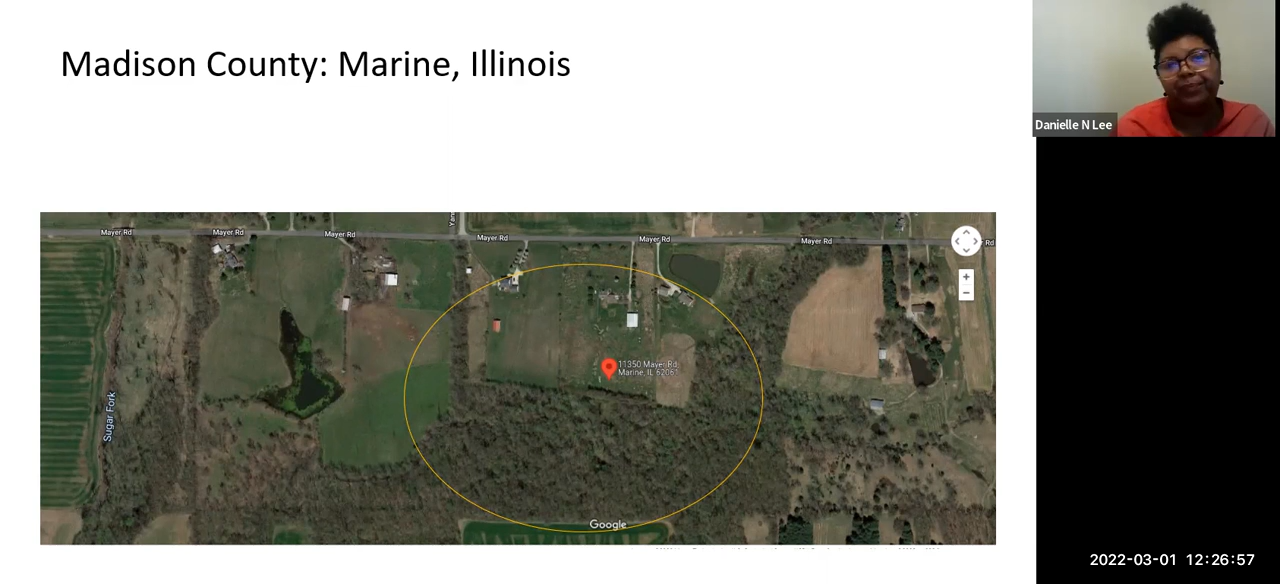 Madison County: Marine, Illinois
Danielle N Lee
Mayer Rd
Mayer Rd
Mayer Rd
Mayer Rd
Mayer Rd
Mayer Rd
Rd
11350 Mayer Rd,
Marine, IL 62061
Sugar Fork
Google
2022-03-01 12:26:57